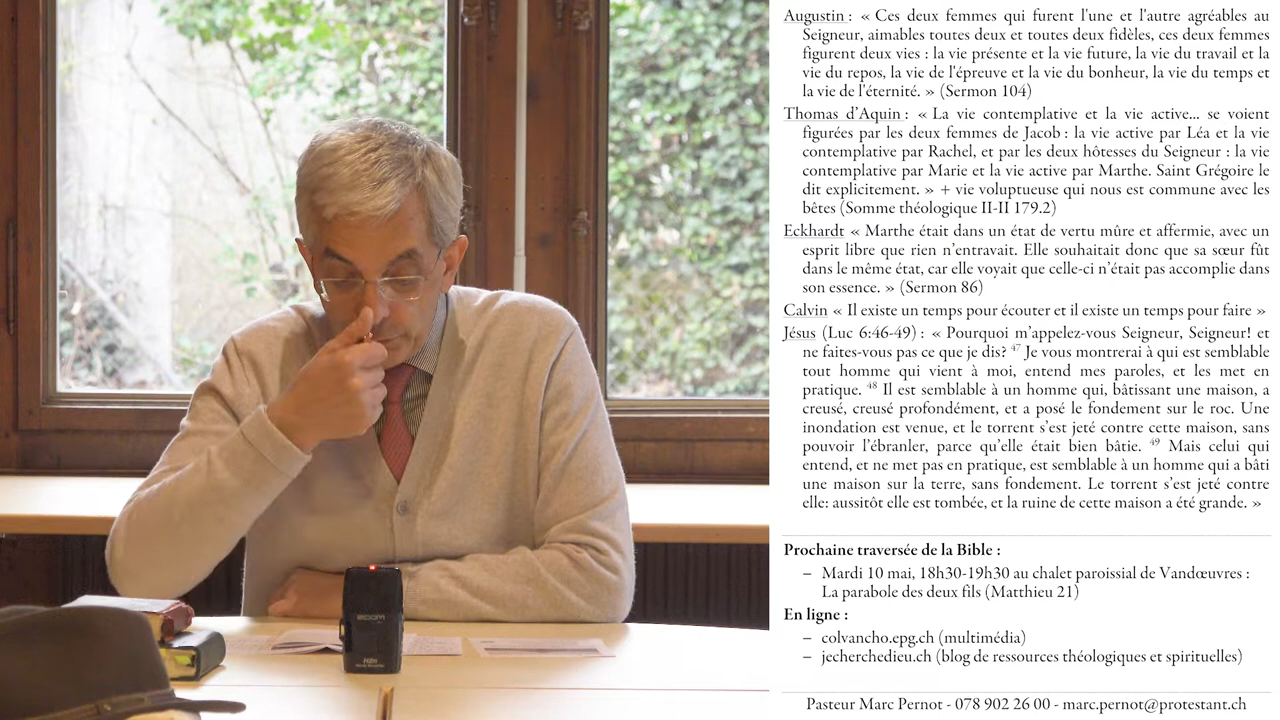 Augustin : « Ces deux femmes qui furent l'une et l'autre agréables au
Seigneur, aimables toutes deux et toutes deux fidèles, ces deux femmes
figurent deux vies : la vie présente et la vie future, la vie du travail et la
vie du repos, la vie de l'épreuve et la vie du bonheur, la vie du temps et
la vie de l'éternité. » (Sermon 104)
Thomas d’Aquin : « La vie contemplative et la vie active... se voient
figurées par les deux femmes de Jacob : la vie active par Léa et la vie
contemplative par Rachel, et par les deux hôtesses du Seigneur : la vie
contemplative par Marie et la vie active par Marthe. Saint Grégoire le
dit explicitement. » + vie voluptueuse qui nous est commune avec les
bêtes (Somme théologique II-II 179.2)
Eckhardt « Marthe était dans un état de vertu mûre et affermie, avec un
esprit libre que rien n’entravait. Elle souhaitait donc que sa sœur fût
dans le même état, car elle voyait que celle-ci n’était pas accomplie dans
son essence. » (Sermon 86)
Calvin « Il existe un temps pour écouter et il existe un temps pour faire »
Jésus (Luc 6:46-49) : « Pourquoi m’appelez-vous Seigneur, Seigneur! et
ne faites-vous pas ce que je dis? 47 Je vous montrerai à qui est semblable
tout homme qui vient à moi, entend mes paroles, et les met en
pratique. 48 Il est semblable à un homme qui, bâtissant une maison, a
creusé, creusé profondément, et a posé le fondement sur le roc. Une
inondation est venue, et le torrent s’est jeté contre cette maison, sans
pouvoir l’ébranler, parce qu’elle était bien bâtie. 49 Mais celui qui
entend, et ne met pas en pratique, est semblable à un homme qui a bâti
une maison sur la terre, sans fondement. Le torrent s’est jeté contre
elle: aussitôt elle est tombée, et la ruine de cette maison a été grande. »
Prochaine traversée de la Bible :
– Mardi 10 mai, 18h30-19h30 au chalet paroissial de Vandœuvres :
La parabole des deux fils (Matthieu 21)
En ligne :
– colvancho.epg.ch (multimédia)
– jecherchedieu.ch (blog de ressources théologiques et spirituelles)
Pasteur Marc Pernot - 078 902 26 00 - marc.pernot@protestant.ch
zoom
H2n